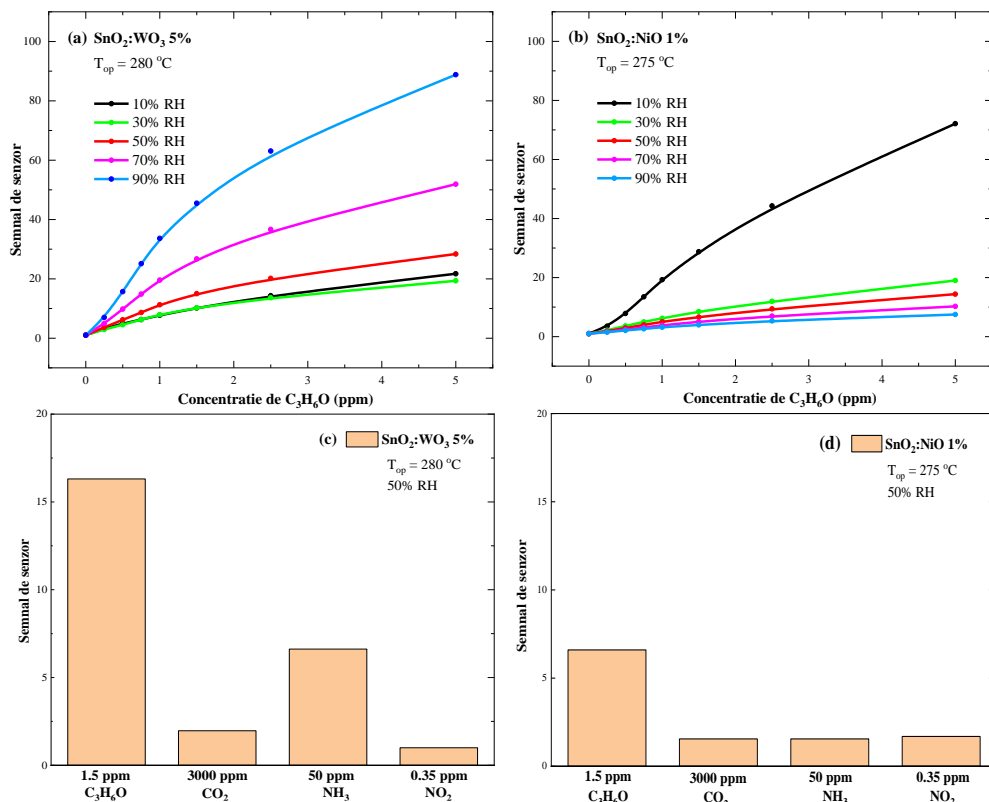 (a) SnO₂:WO₃ 5%
Tₒₚ = 280 °C
10% RH
30% RH
50% RH
70% RH
90% RH
Semnal de senzor
100
80
60
40
20
0
0 1 2 3 4 5
Concentratie de C₃H₆O (ppm)
(b) SnO₂:NiO 1%
Tₒₚ = 275 °C
10% RH
30% RH
50% RH
70% RH
90% RH
Semnal de senzor
100
80
60
40
20
0
0 1 2 3 4 5
Concentratie de C₃H₆O (ppm)
(c) SnO₂:WO₃ 5%
Tₒₚ = 280 °C
50% RH
Semnal de senzor
20
15
10
5
0
1.5 ppm 3000 ppm 50 ppm 0.35 ppm
C₃H₆O CO₂ NH₃ NO₂
(d) SnO₂:NiO 1%
Tₒₚ = 275 °C
50% RH
Semnal de senzor
20
15
10
5
0
1.5 ppm 3000 ppm 50 ppm 0.35 ppm
C₃H₆O CO₂ NH₃ NO₂